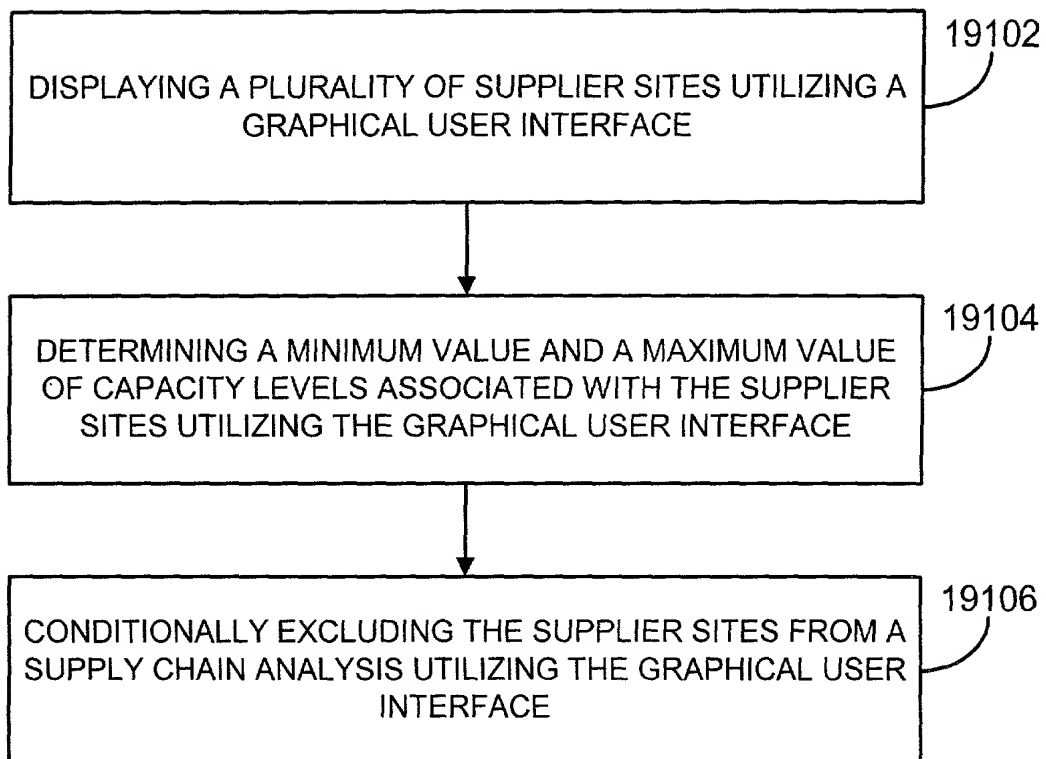 19102
DISPLAYING A PLURALITY OF SUPPLIER SITES UTILIZING A
GRAPHICAL USER INTERFACE
19104
DETERMINING A MINIMUM VALUE AND A MAXIMUM VALUE
OF CAPACITY LEVELS ASSOCIATED WITH THE SUPPLIER
SITES UTILIZING THE GRAPHICAL USER INTERFACE
19106
CONDITIONALLY EXCLUDING THE SUPPLIER SITES FROM A
SUPPLY CHAIN ANALYSIS UTILIZING THE GRAPHICAL USER
INTERFACE